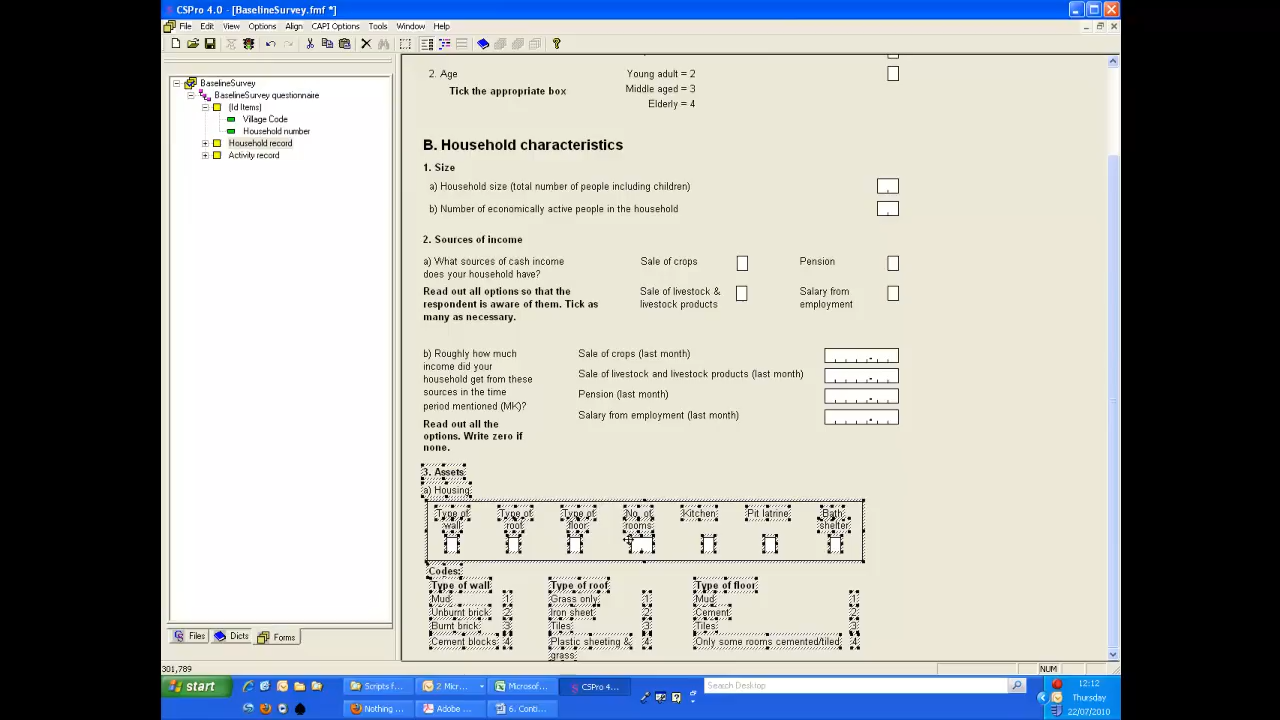 CSPro 4.0 - [BaselineSurvey.fmf *]
File Edit View Options Align CAPI Options Tools Window Help
BaselineSurvey
BaselineSurvey questionnaire
(Id Items)
Village Code
Household number
Household record
Activity record
Files Dicts Forms
2. Age Young adult = 2
Tick the appropriate box Middle aged = 3
Elderly = 4
B. Household characteristics
1. Size
a) Household size (total number of people including children)
b) Number of economically active people in the household
2. Sources of income
a) What sources of cash income Sale of crops Pension
does your household have?
Read out all options so that the Sale of livestock & Salary from
respondent is aware of them. Tick as livestock products employment
many as necessary.
b) Roughly how much Sale of crops (last month)
income did your
household get from these Sale of livestock and livestock products (last month)
sources in the time Pension (last month)
period mentioned (MK)? Salary from employment (last month)
Read out all the
options. Write zero if
none.
3. Assets
a) Housing
Type of Type of Type of No. of Kitchen Pit latrine Bath
wall roof floor rooms shelter
Codes:
Type of wall Type of roof Type of floor
Mud 1 Grass only 1 Mud 1
Unburnt brick 2 Iron sheet 2 Cement 2
Burnt brick 3 Tiles 3 Tiles 3
Cement blocks 4 Plastic sheeting & 4 Only some rooms cemented/tiled 4
grass
301,789 NUM
start Scripts f... 2 Micr... Microsof... CSPro 4.... Search Desktop 12:12
Thursday
Nothing ... Adobe ... 6. Conti... 22/07/2010